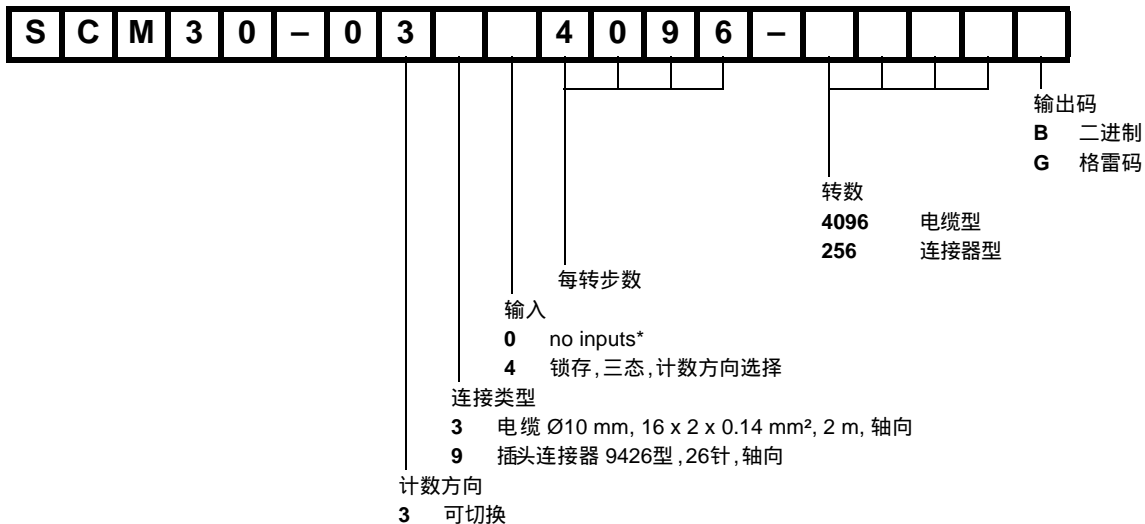 S C M 3 0 – 0 3 4 0 9 6 –
输出码
B 二进制
G 格雷码
转数
4096 电缆型
256 连接器型
每转步数
输入
0 no inputs*
4 锁存,三态,计数方向选择
连接类型
3 电缆 Ø10 mm, 16 x 2 x 0.14 mm², 2 m, 轴向
9 插头连接器 9426型,26针,轴向
计数方向
3 可切换